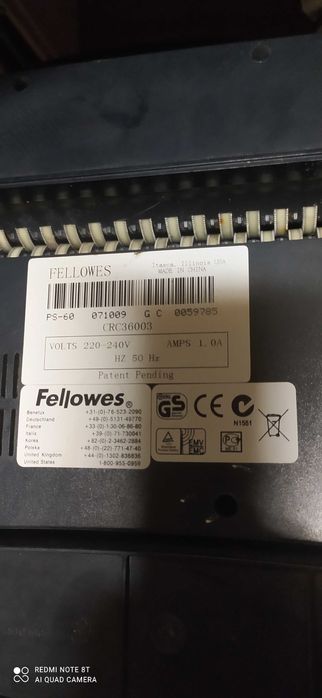 FELLOWES
Itasca, Illinois USA
MADE IN CHINA
PS-60 071009 G C 0059785
CRC36003
VOLTS 220-240V AMPS 1.0A
HZ 50 Hz
Patent Pending
Fellowes®
Benelux +31-(0)-76-523-2090
Deutschland +49-(0)-5131-49770
France +33-(0)-130-06-86-80
Italia +39-(0)-71-730041
Korea +82-(0)-2-3462-2884
Polska +48-(0)-(22)-771-47-40
United Kingdom +44-(0)-1302-836836
United States 1-800-955-0959
GS
CE
N1581
EMV
EMC
REDMI NOTE 8T
AI QUAD CAMERA